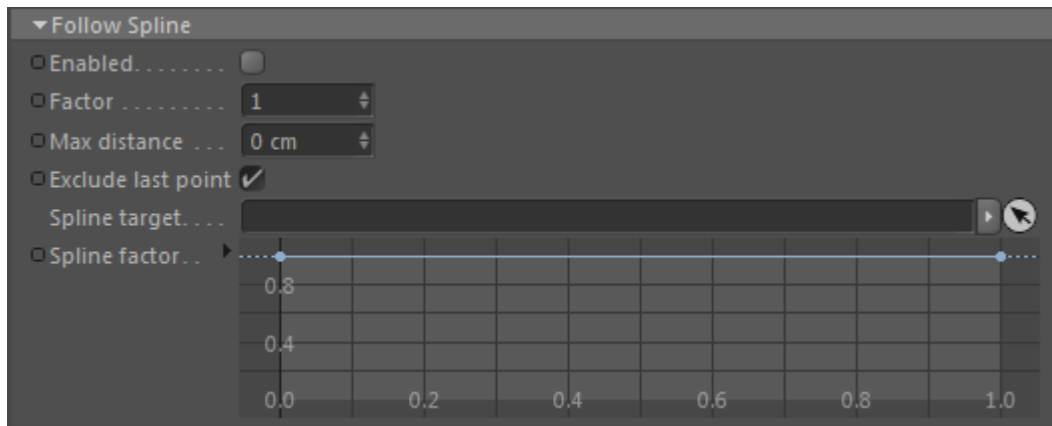 Follow Spline
Enabled........
Factor......... 1
Max distance ... 0 cm
Exclude last point
Spline target....
Spline factor..
0.8
0.4
0.0 0.2 0.4 0.6 0.8 1.0